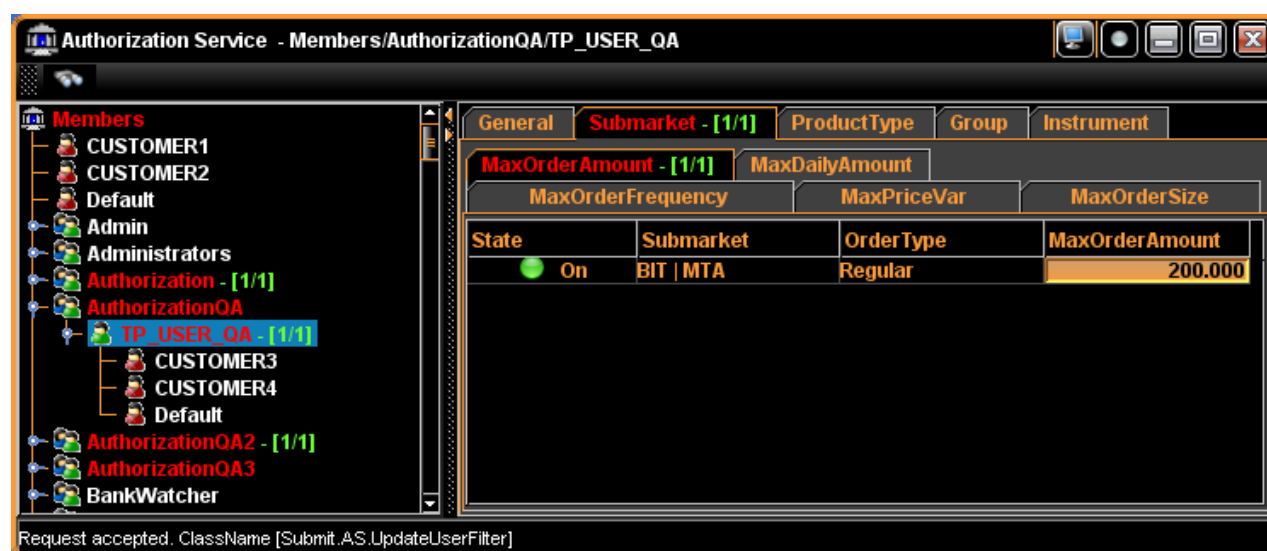 Authorization Service - Members/AuthorizationQA/TP_USER_QA
Members
CUSTOMER1
CUSTOMER2
Default
Admin
Administrators
Authorization - [1/1]
AuthorizationQA
TP_USER_QA - [1/1]
CUSTOMER3
CUSTOMER4
Default
AuthorizationQA2 - [1/1]
AuthorizationQA3
BankWatcher
General Submarket - [1/1] ProductType Group Instrument
MaxOrderAmount - [1/1] MaxDailyAmount
MaxOrderFrequency MaxPriceVar MaxOrderSize
State Submarket OrderType MaxOrderAmount
On BIT | MTA Regular 200.000
Request accepted. ClassName [Submit.AS.UpdateUserFilter]